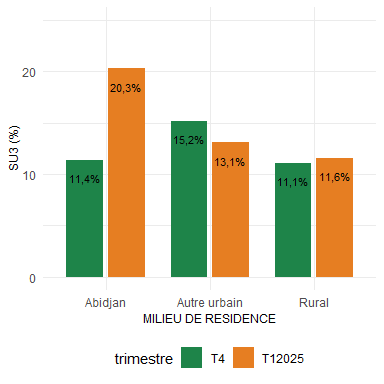 SU3 (%)
20
10
0
11,4%
20,3%
15,2%
13,1%
11,1%
11,6%
Abidjan
Autre urbain
Rural
MILIEU DE RESIDENCE
trimestre T4 T12025